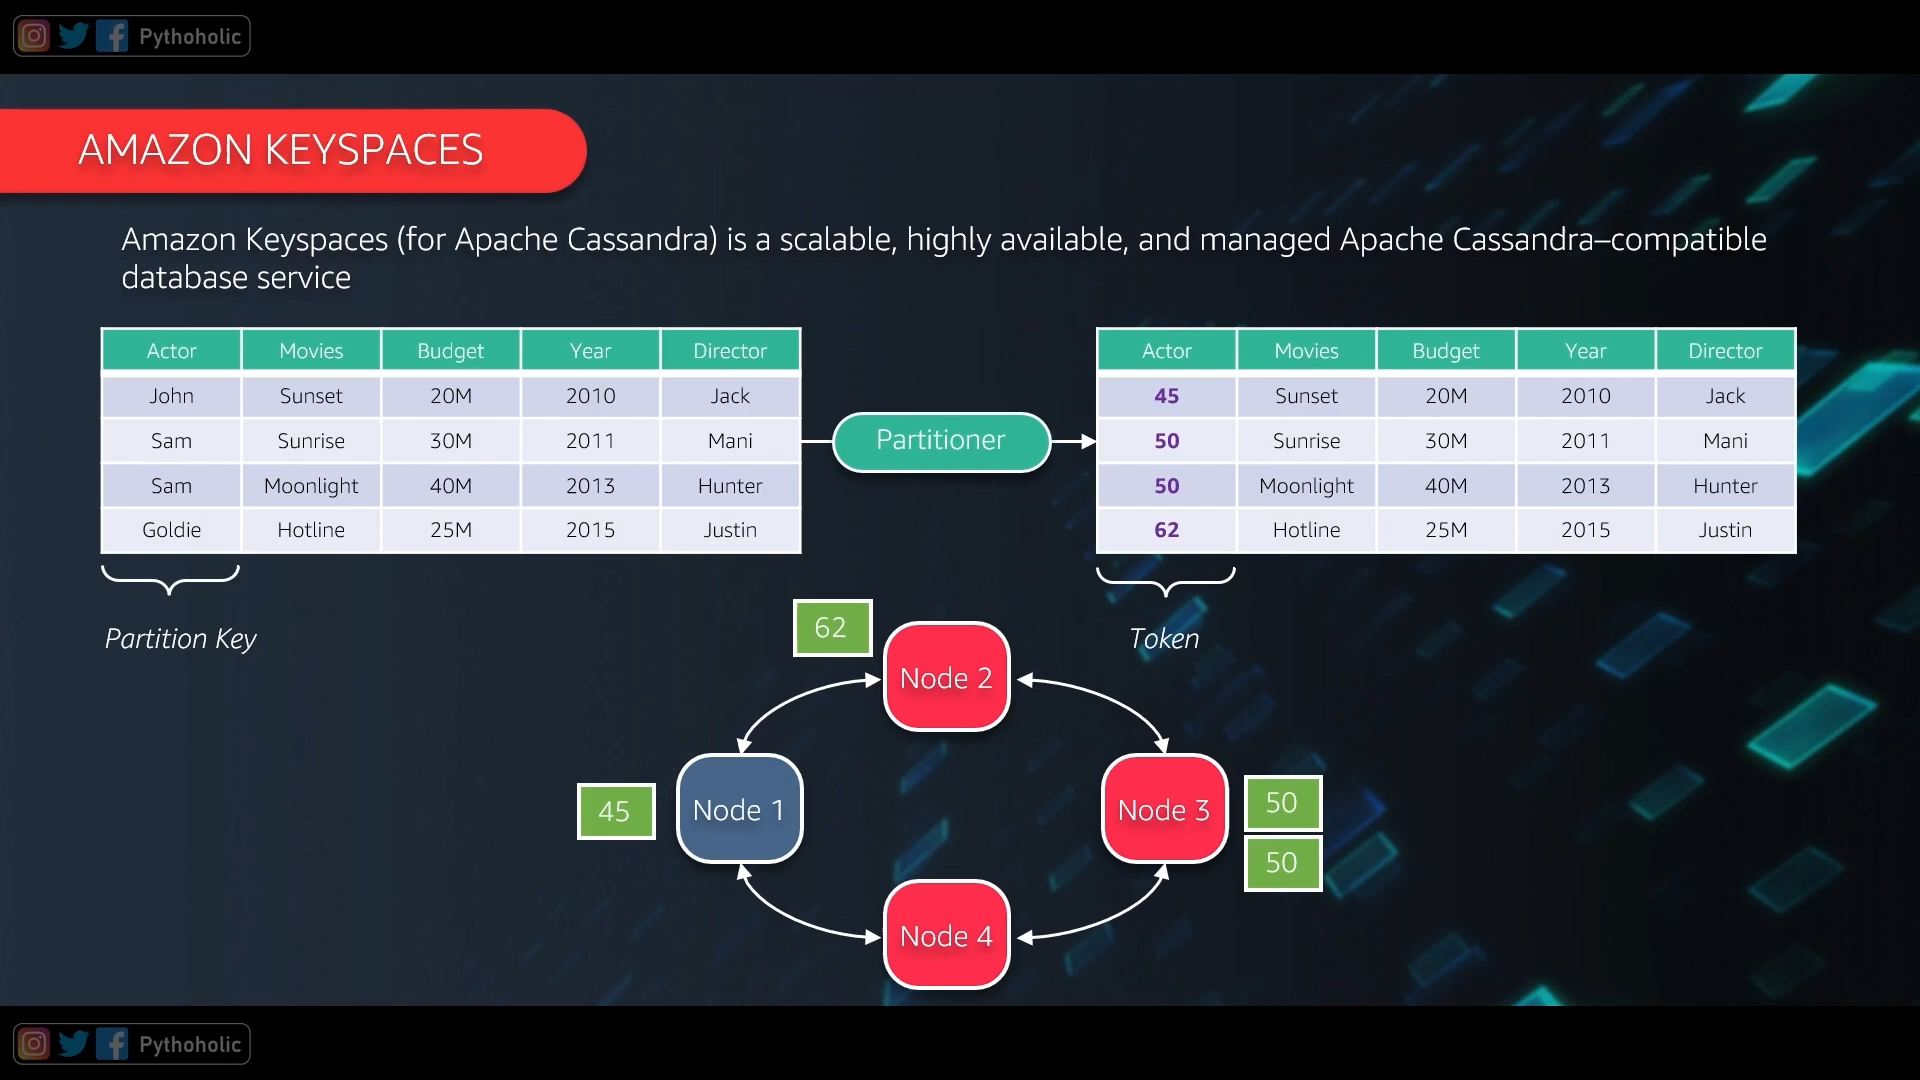 Pythoholic
AMAZON KEYSPACES
Amazon Keyspaces (for Apache Cassandra) is a scalable, highly available, and managed Apache Cassandra–compatible
database service
Actor Movies Budget Year Director
John Sunset 20M 2010 Jack
Sam Sunrise 30M 2011 Mani
Sam Moonlight 40M 2013 Hunter
Goldie Hotline 25M 2015 Justin
Partition Key
Partitioner
Actor Movies Budget Year Director
45 Sunset 20M 2010 Jack
50 Sunrise 30M 2011 Mani
50 Moonlight 40M 2013 Hunter
62 Hotline 25M 2015 Justin
Token
62
Node 2
45
Node 1
Node 3
50
50
Node 4
Pythoholic